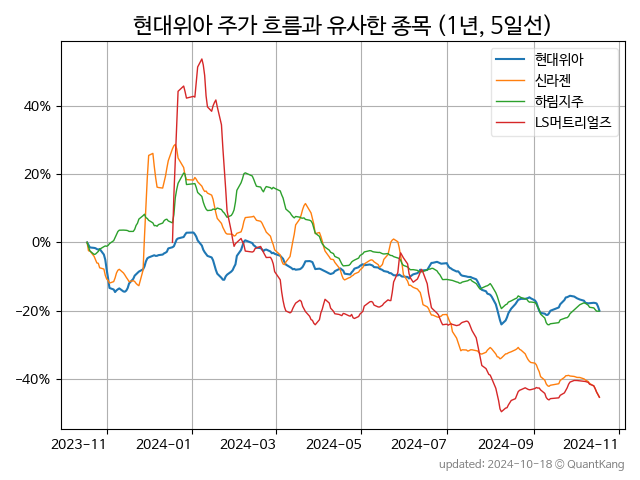 현대위아 주가 흐름과 유사한 종목 (1년, 5일선)
현대위아
신라젠
하림지주
LS머트리얼즈
40%
20%
0%
−20%
−40%
2023-11 2024-01 2024-03 2024-05 2024-07 2024-09 2024-11
updated: 2024-10-18 © QuantKang